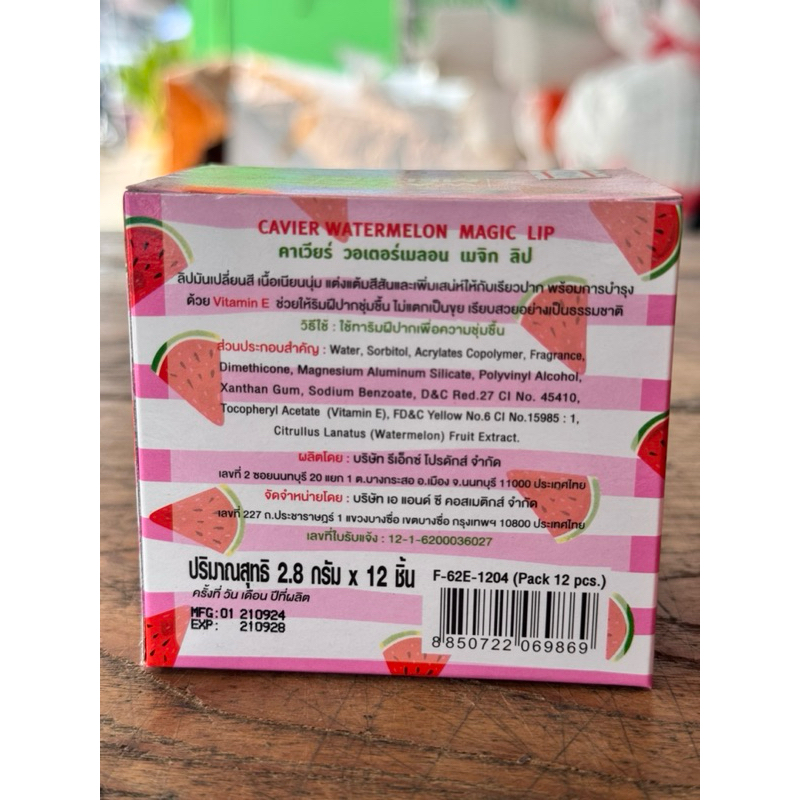 CAVIER WATERMELON MAGIC LIP
คาเวียร์ วอเตอร์เมลอน เมจิก ลิป
ลิปมันเปลี่ยนสี เนื้อเนียนนุ่ม แต่งแต้มสีสันและเพิ่มเสน่ห์ให้กับเรียวปาก พร้อมการบำรุง
ด้วย Vitamin E ช่วยให้ริมฝีปากชุ่มชื้น ไม่แตกเป็นขุย เรียบสวยอย่างเป็นธรรมชาติ
วิธีใช้ : ใช้ทาริมฝีปากเพื่อความชุ่มชื้น
ส่วนประกอบสำคัญ : Water, Sorbitol, Acrylates Copolymer, Fragrance,
Dimethicone, Magnesium Aluminum Silicate, Polyvinyl Alcohol,
Xanthan Gum, Sodium Benzoate, D&C Red.27 CI No. 45410,
Tocopheryl Acetate (Vitamin E), FD&C Yellow No.6 CI No.15985 : 1,
Citrullus Lanatus (Watermelon) Fruit Extract.
ผลิตโดย : บริษัท รีเอ็กซ์ โปรดักส์ จำกัด
เลขที่ 2 ซอยนนทบุรี 20 แยก 1 ต.บางกระสอ อ.เมือง จ.นนทบุรี 11000 ประเทศไทย
จัดจำหน่ายโดย : บริษัท เอ แอนด์ ซี คอสเมติกส์ จำกัด
เลขที่ 227 ถ.ประชาราษฎร์ 1 แขวงบางซื่อ เขตบางซื่อ กรุงเทพฯ 10800 ประเทศไทย
เลขที่ใบรับแจ้ง : 12-1-6200036027
ปริมาณสุทธิ 2.8 กรัม x 12 ชิ้น
F-62E-1204 (Pack 12 pcs.)
ครั้งที่ วัน เดือน ปีที่ผลิต
MFG:01 210924
EXP: 210928
8850722069869